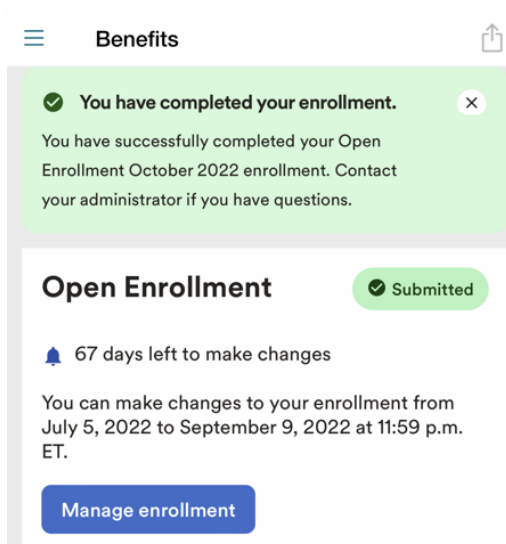 Benefits
You have completed your enrollment.
You have successfully completed your Open
Enrollment October 2022 enrollment. Contact
your administrator if you have questions.
Open Enrollment
Submitted
67 days left to make changes
You can make changes to your enrollment from
July 5, 2022 to September 9, 2022 at 11:59 p.m.
ET.
Manage enrollment